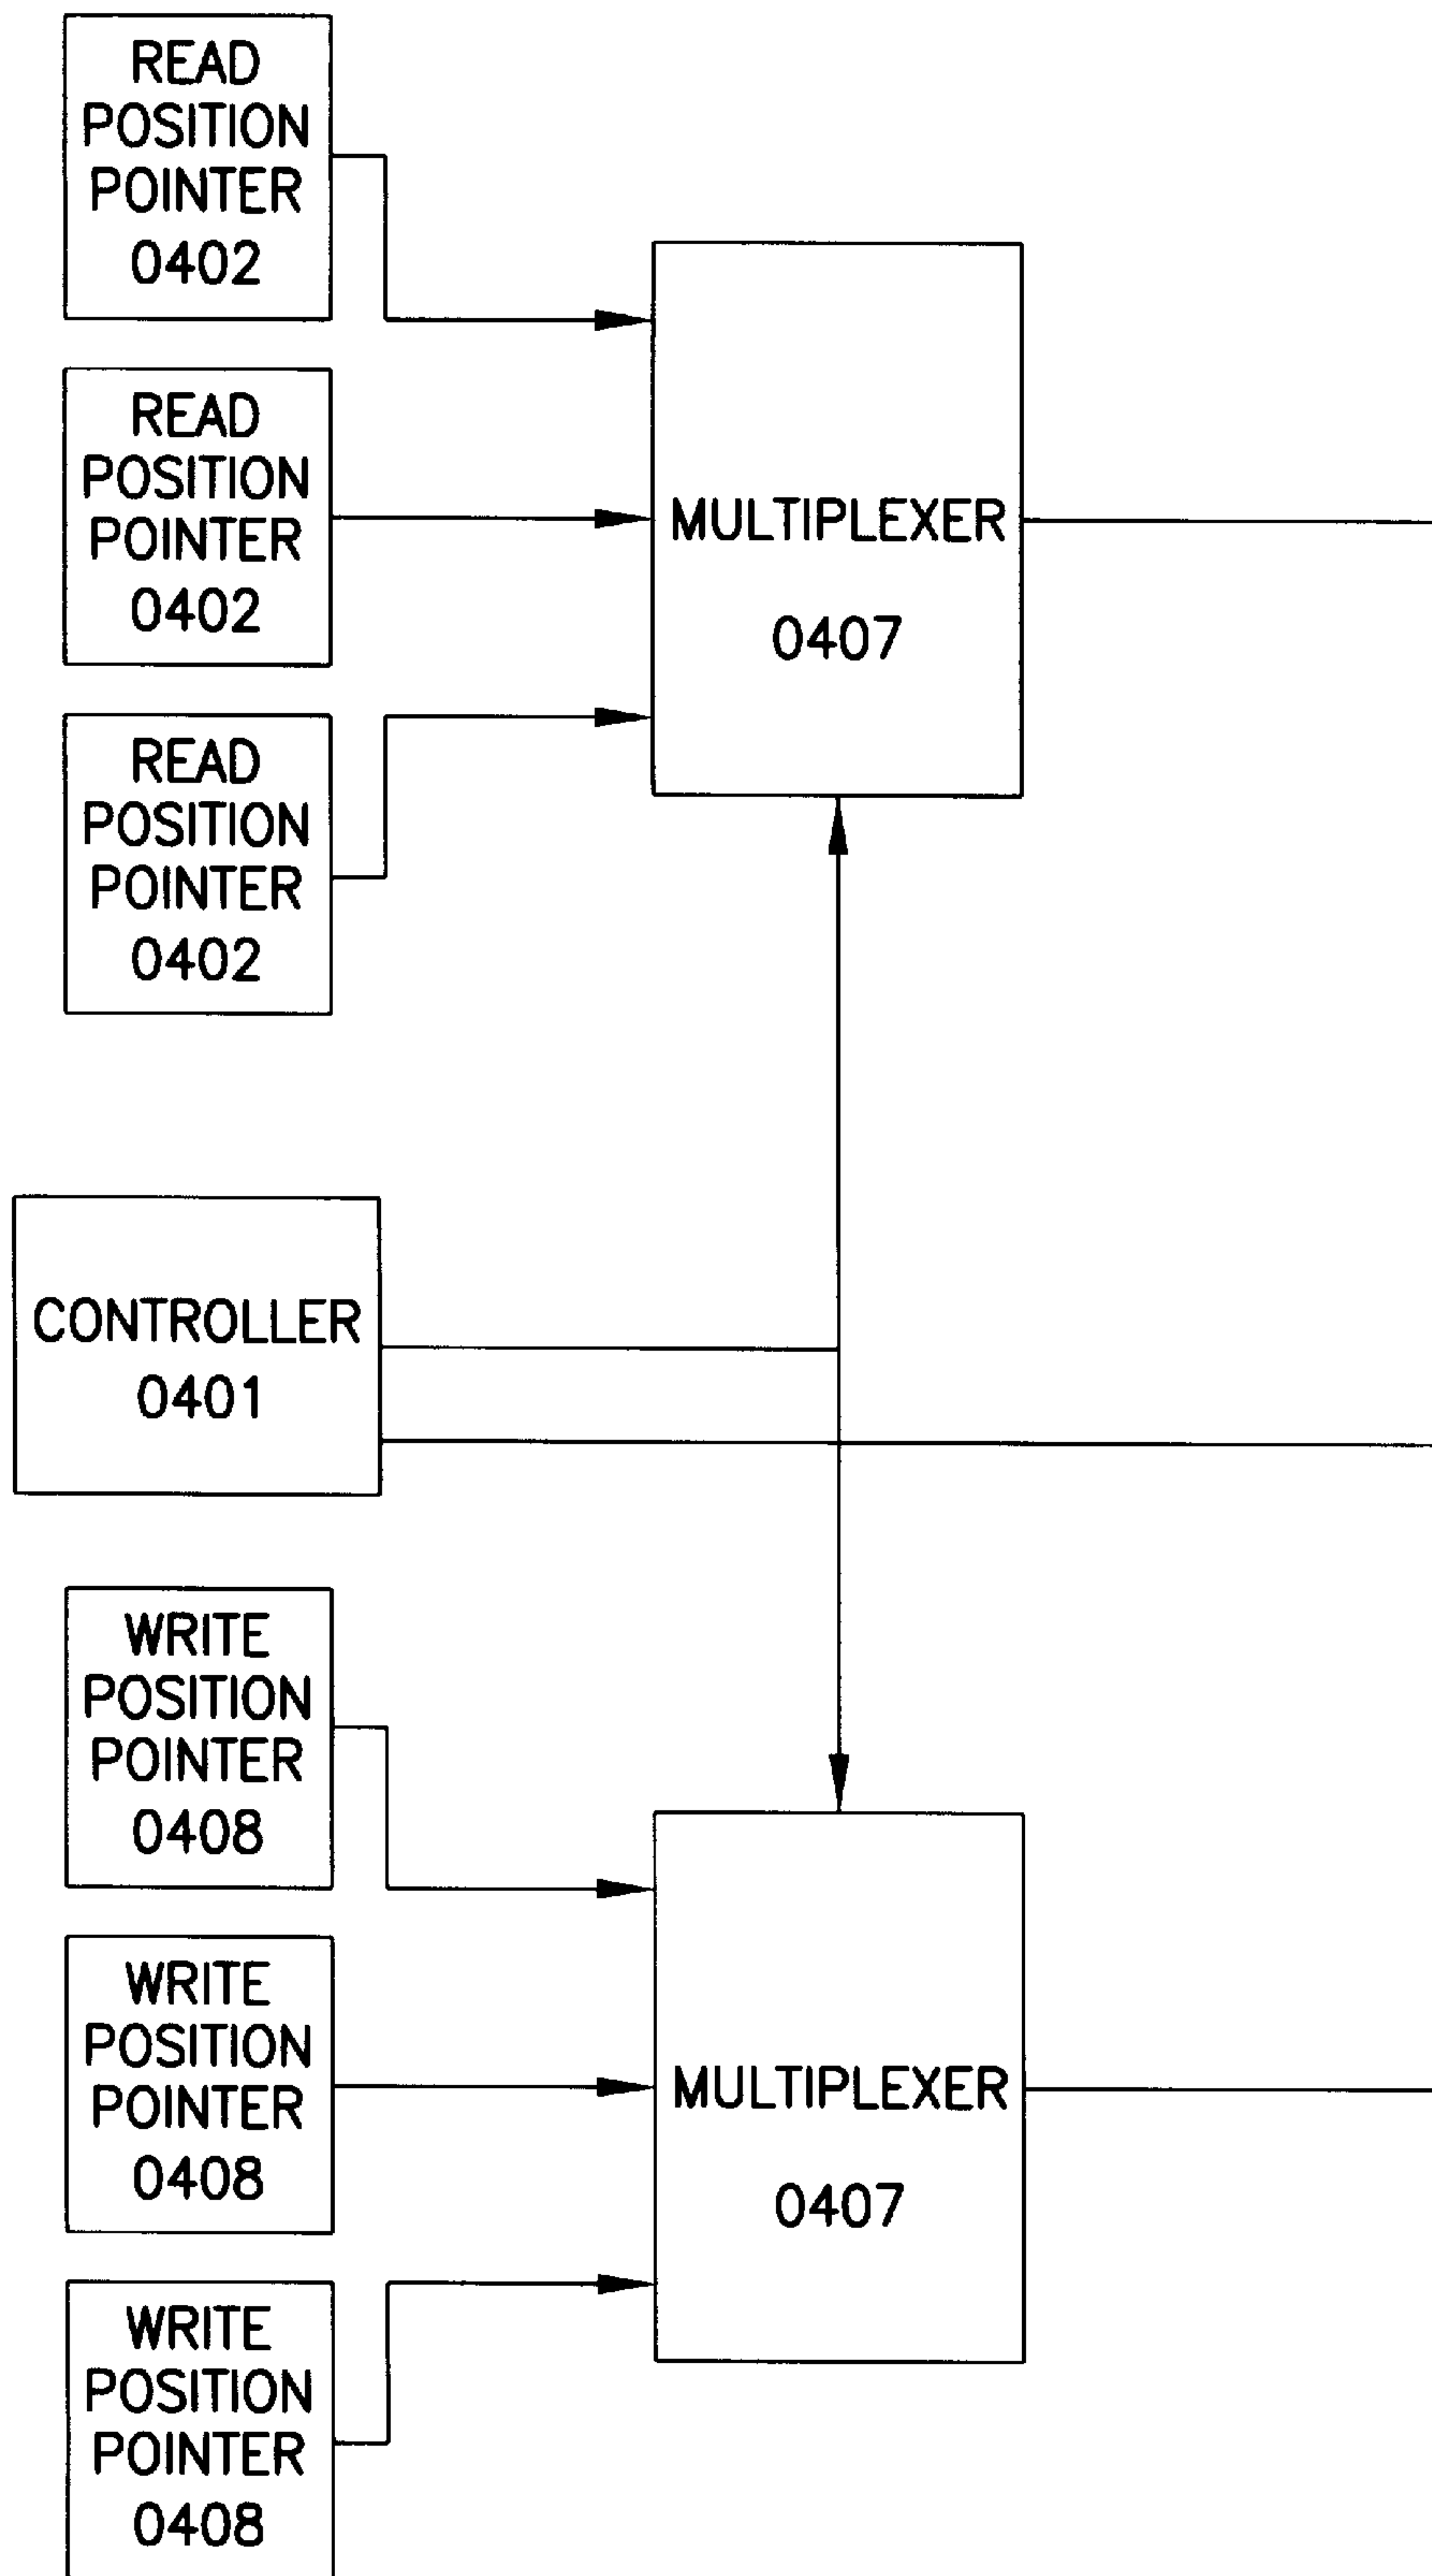 READ
POSITION
POINTER
0402
READ
POSITION
POINTER
0402
READ
POSITION
POINTER
0402
MULTIPLEXER
0407
CONTROLLER
0401
WRITE
POSITION
POINTER
0408
WRITE
POSITION
POINTER
0408
WRITE
POSITION
POINTER
0408
MULTIPLEXER
0407